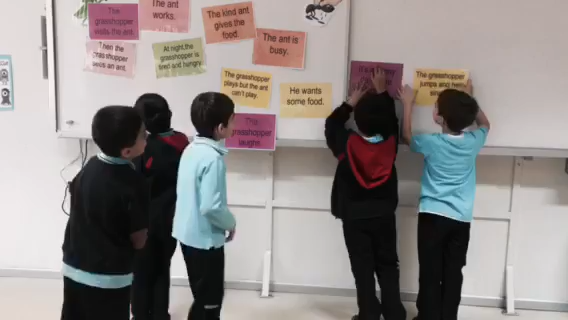 The
grasshopper
visits the ant.
The ant
works.
The kind ant
gives the
food.
The ant is
busy.
Then the
grasshopper
sees an ant.
At night the
grasshopper is
tired and hungry.
The grasshopper
plays but the ant
can't play.
He wants
some food.
The
grasshopper
laughs.
The grasshopper
jumps and